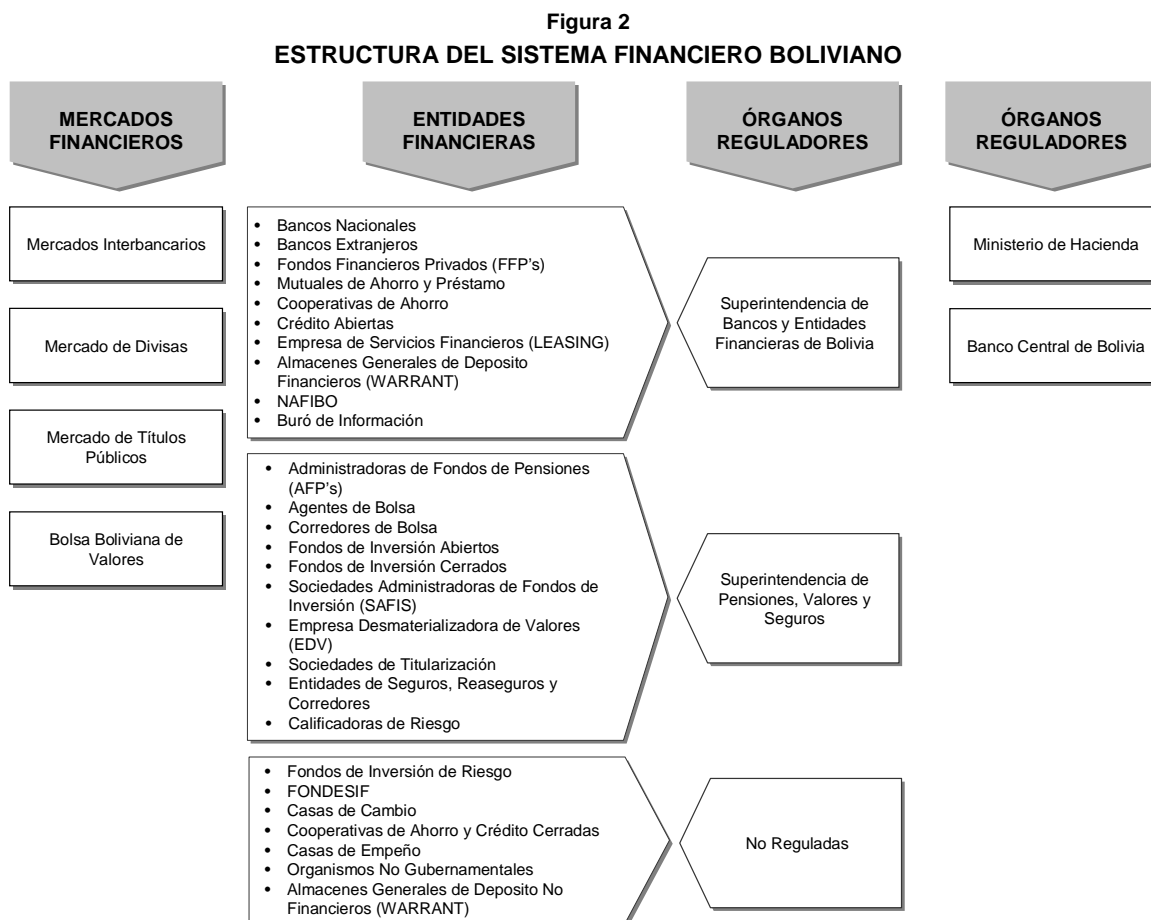 Figura 2
ESTRUCTURA DEL SISTEMA FINANCIERO BOLIVIANO
MERCADOS
FINANCIEROS
ENTIDADES
FINANCIERAS
ÓRGANOS
REGULADORES
ÓRGANOS
REGULADORES
Mercados Interbancarios
Mercado de Divisas
Mercado de Títulos
Públicos
Bolsa Boliviana de
Valores
• Bancos Nacionales
• Bancos Extranjeros
• Fondos Financieros Privados (FFP's)
• Mutuales de Ahorro y Préstamo
• Cooperativas de Ahorro
• Crédito Abiertas
• Empresa de Servicios Financieros (LEASING)
• Almacenes Generales de Deposito
Financieros (WARRANT)
• NAFIBO
• Buró de Información
Superintendencia de
Bancos y Entidades
Financieras de Bolivia
Ministerio de Hacienda
Banco Central de Bolivia
• Administradoras de Fondos de Pensiones
(AFP's)
• Agentes de Bolsa
• Corredores de Bolsa
• Fondos de Inversión Abiertos
• Fondos de Inversión Cerrados
• Sociedades Administradoras de Fondos de
Inversión (SAFIS)
• Empresa Desmaterializadora de Valores
(EDV)
• Sociedades de Titularización
• Entidades de Seguros, Reaseguros y
Corredores
• Calificadoras de Riesgo
Superintendencia de
Pensiones, Valores y
Seguros
• Fondos de Inversión de Riesgo
• FONDESIF
• Casas de Cambio
• Cooperativas de Ahorro y Crédito Cerradas
• Casas de Empeño
• Organismos No Gubernamentales
• Almacenes Generales de Deposito No
Financieros (WARRANT)
No Reguladas